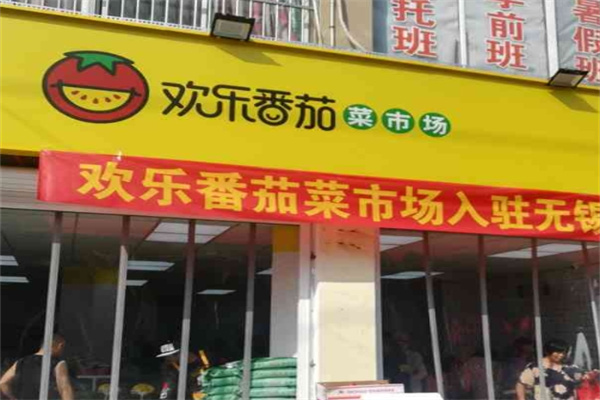 托班
学前班
暑假班
欢乐番茄 菜市场
欢乐番茄菜市场入驻无锡